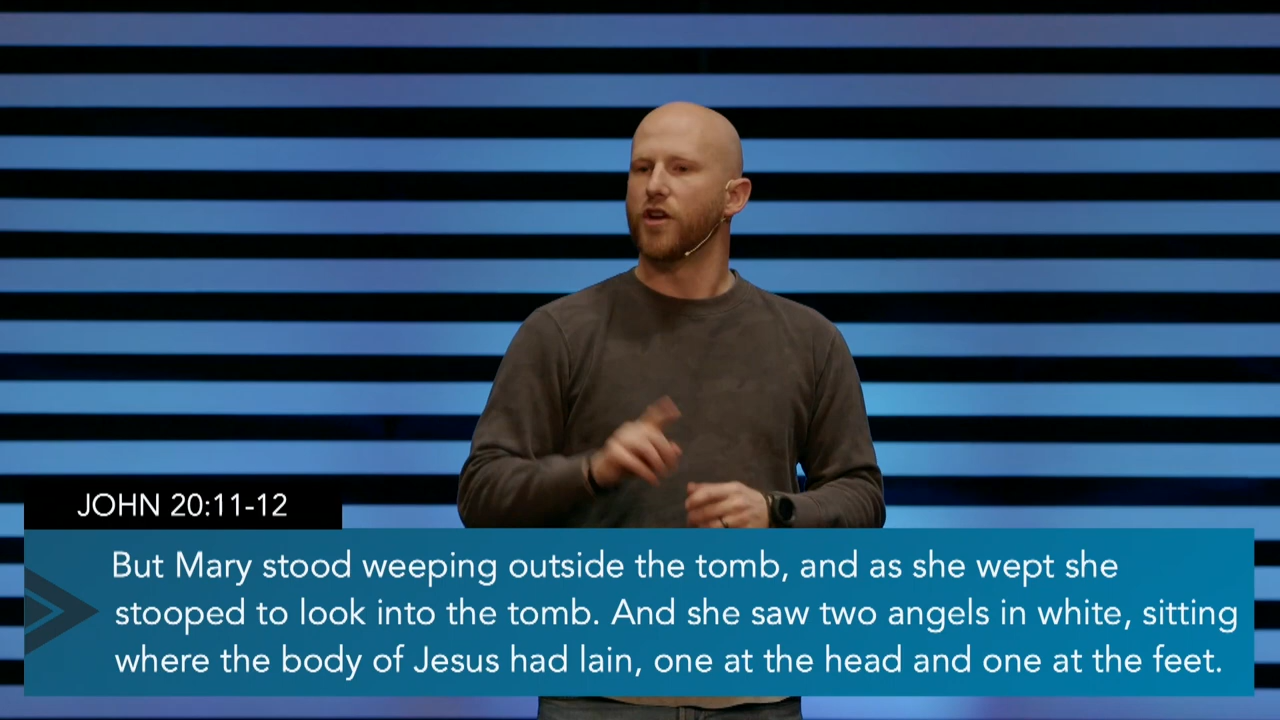 JOHN 20:11-12
But Mary stood weeping outside the tomb, and as she wept she
stooped to look into the tomb. And she saw two angels in white, sitting
where the body of Jesus had lain, one at the head and one at the feet.